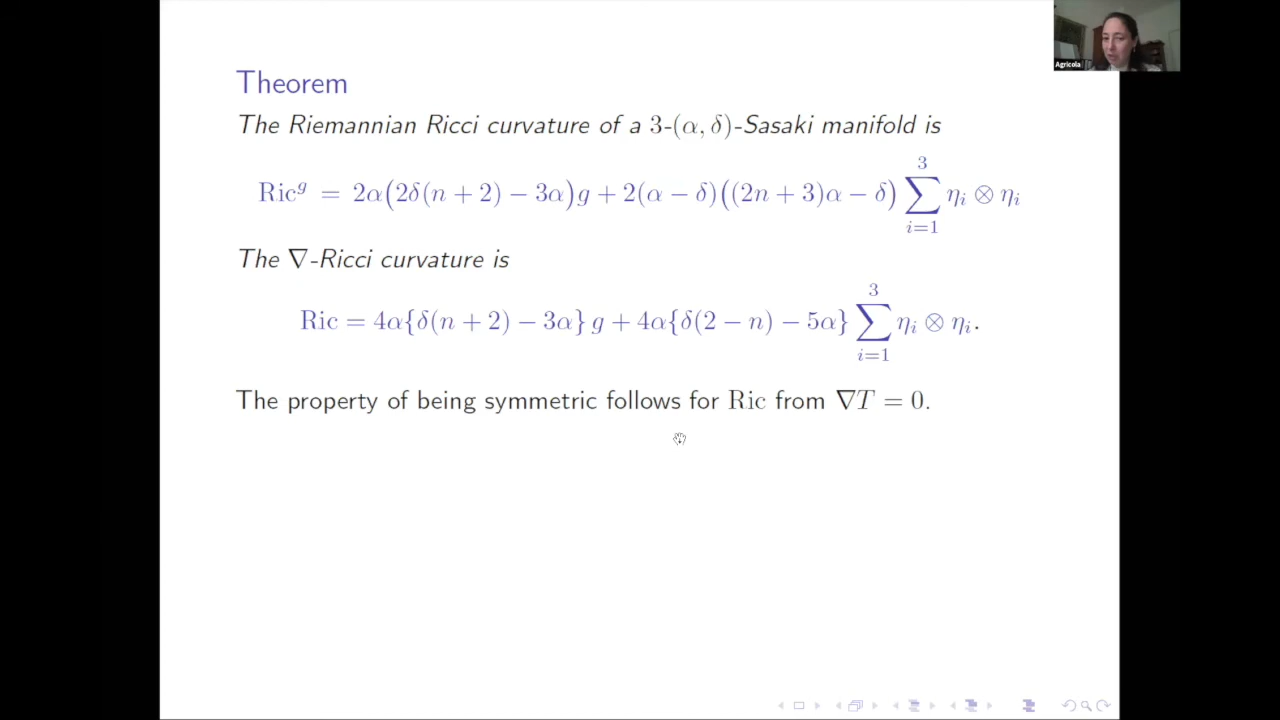 Agricola
Theorem
The Riemannian Ricci curvature of a 3-(α, δ)-Sasaki manifold is
Ric^g = 2α(2δ(n + 2) − 3α)g + 2(α − δ)((2n + 3)α − δ) ∑_{i=1}^{3} η_i ⊗ η_i
The ∇-Ricci curvature is
Ric = 4α{δ(n + 2) − 3α} g + 4α{δ(2 − n) − 5α} ∑_{i=1}^{3} η_i ⊗ η_i.
The property of being symmetric follows for Ric from ∇T = 0.